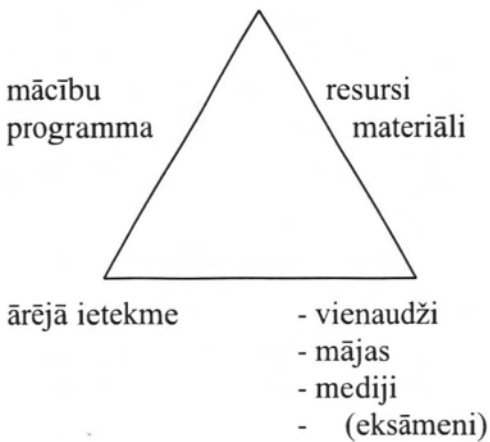 mācību
programma
resursi
materiāli
ārējā ietekme
- vienaudži
- mājas
- mediji
- (eksāmeni)